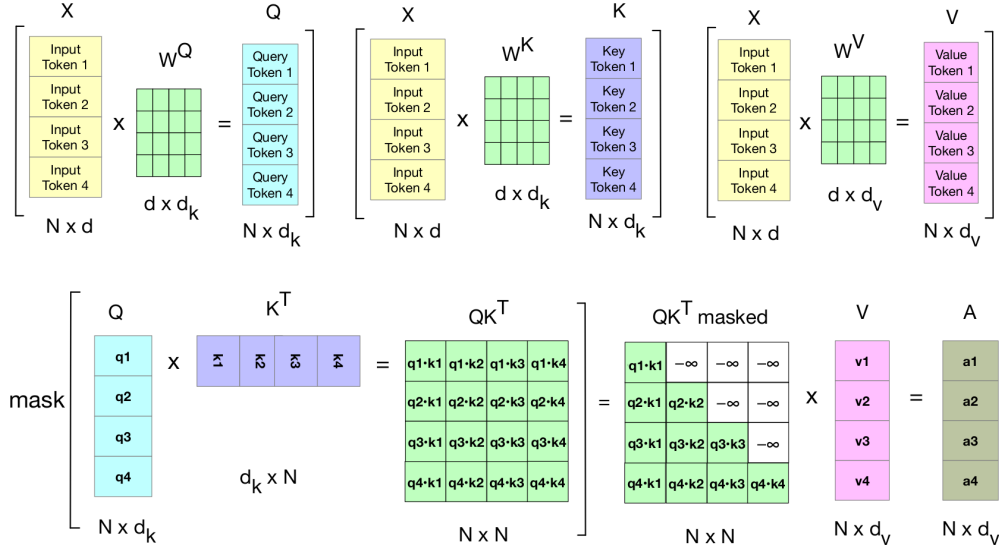 X
Q
X
K
X
V
Input Token 1
Input Token 2
Input Token 3
Input Token 4
x
W^Q
=
Query Token 1
Query Token 2
Query Token 3
Query Token 4
N x d
d x d_k
N x d_k
Input Token 1
Input Token 2
Input Token 3
Input Token 4
x
W^K
=
Key Token 1
Key Token 2
Key Token 3
Key Token 4
N x d
d x d_k
N x d_k
Input Token 1
Input Token 2
Input Token 3
Input Token 4
x
W^V
=
Value Token 1
Value Token 2
Value Token 3
Value Token 4
N x d
d x d_v
N x d_v
mask
Q
q1
q2
q3
q4
N x d_k
x
K^T
k1 k2 k3 k4
d_k x N
=
QK^T
q1•k1 q1•k2 q1•k3 q1•k4
q2•k1 q2•k2 q2•k3 q2•k4
q3•k1 q3•k2 q3•k3 q3•k4
q4•k1 q4•k2 q4•k3 q4•k4
N x N
=
QK^T masked
q1•k1 −∞ −∞ −∞
q2•k1 q2•k2 −∞ −∞
q3•k1 q3•k2 q3•k3 −∞
q4•k1 q4•k2 q4•k3 q4•k4
N x N
x
V
v1
v2
v3
v4
N x d_v
=
A
a1
a2
a3
a4
N x d_v